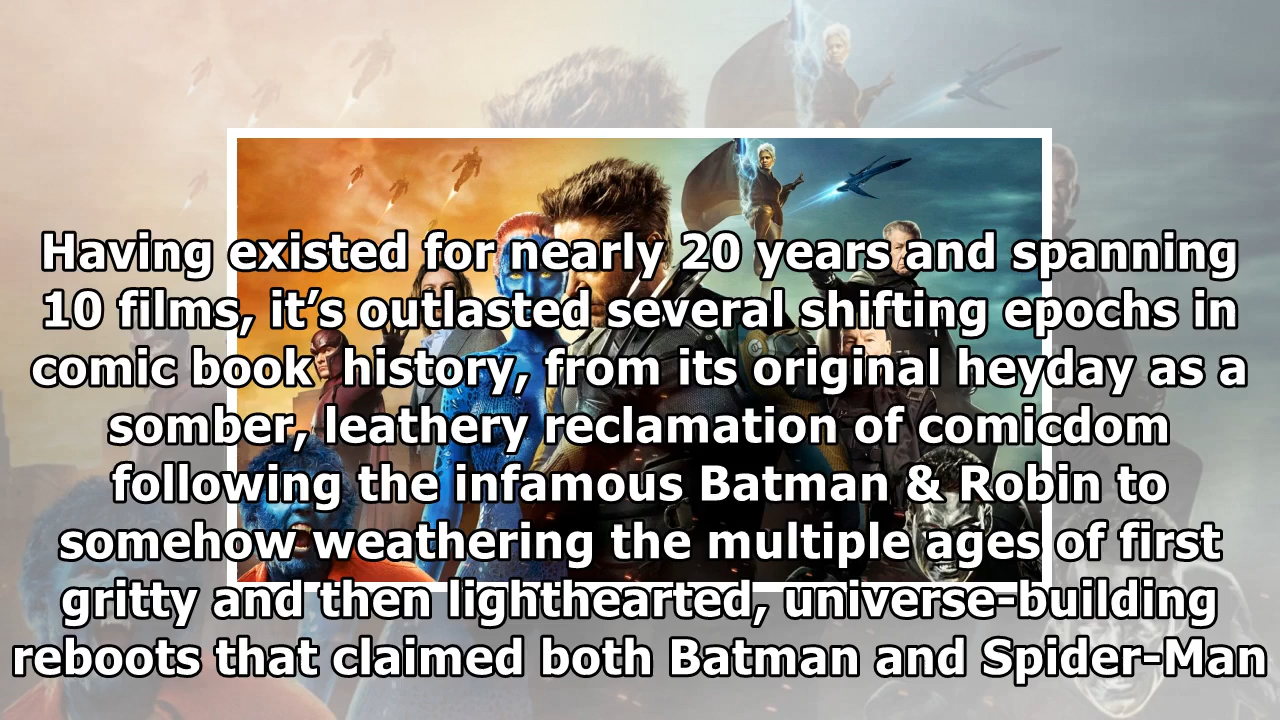 Having existed for nearly 20 years and spanning
10 films, it’s outlasted several shifting epochs in
comic book  history, from its original heyday as a
somber, leathery reclamation of comicdom
following the infamous Batman & Robin to
somehow weathering the multiple ages of first
gritty and then lighthearted, universe-building
reboots that claimed both Batman and Spider-Man